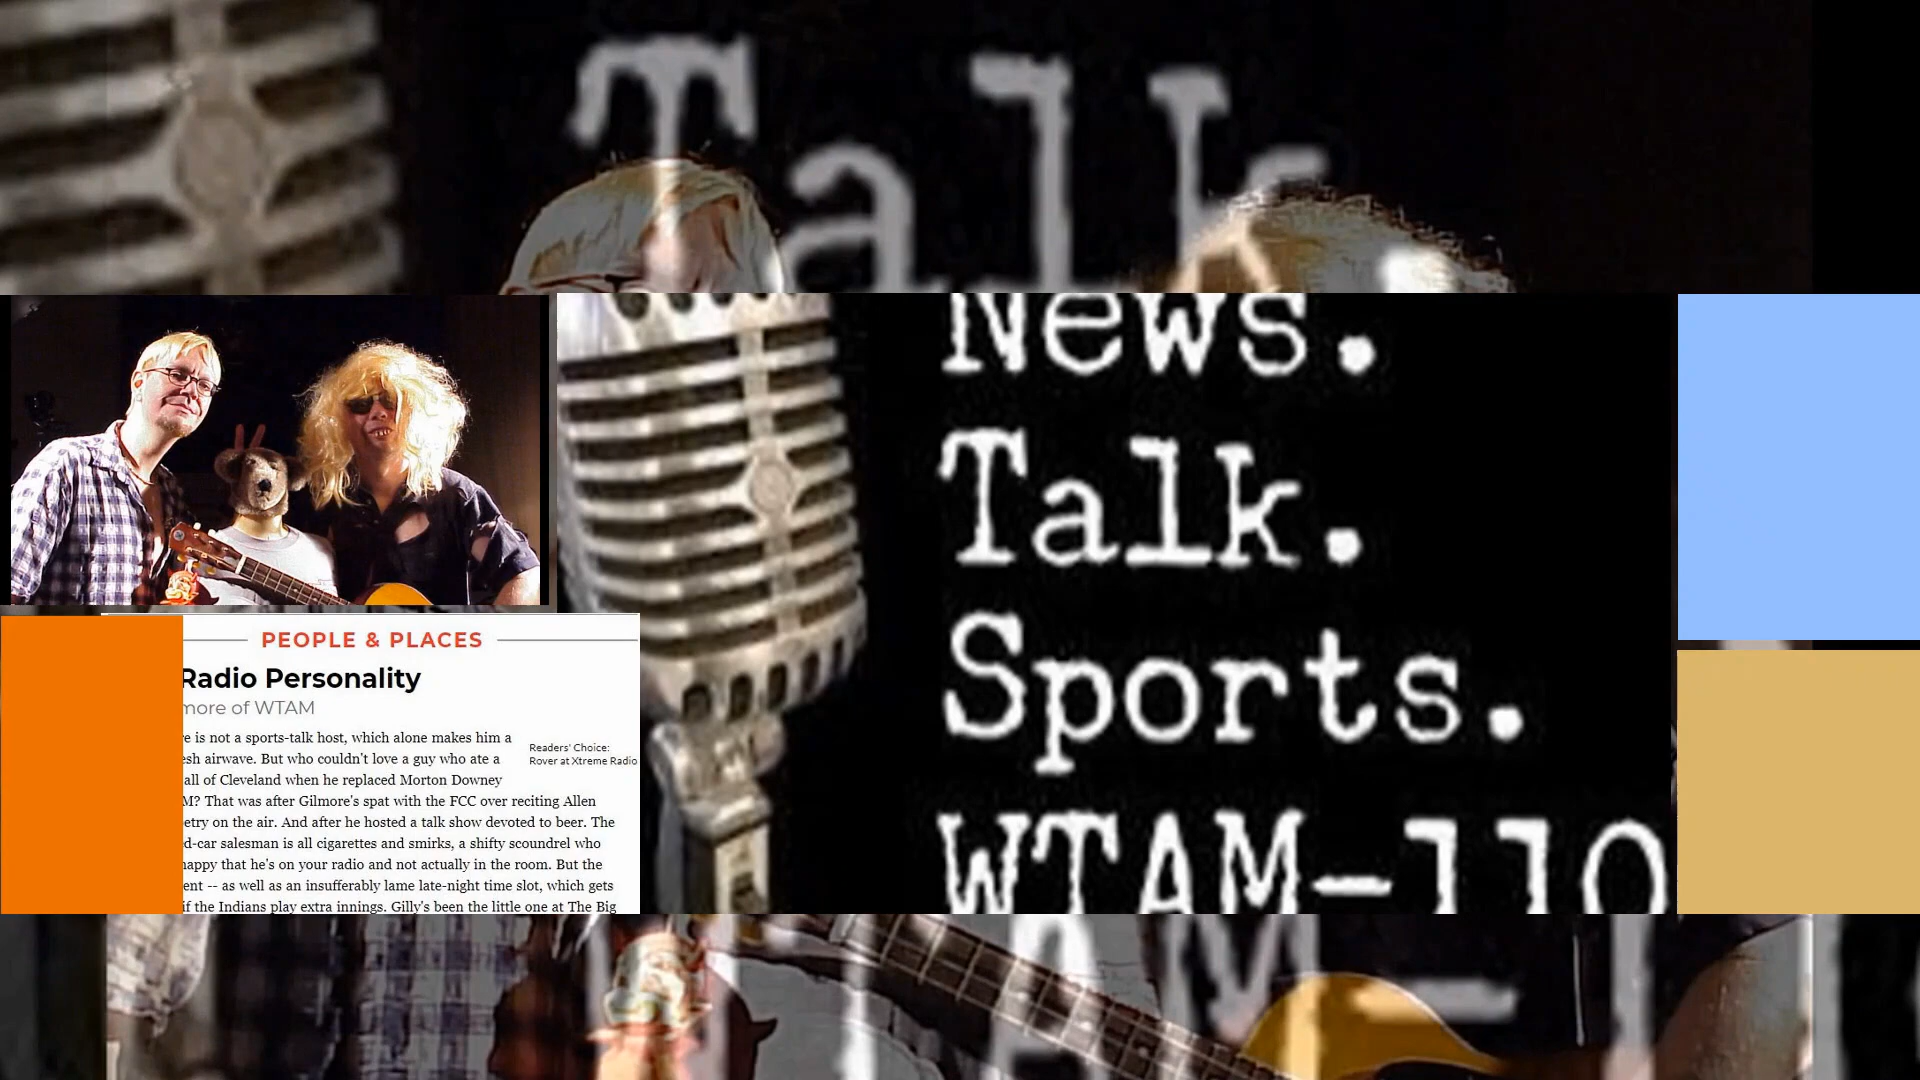 Talk
News.
Talk.
Sports.
WTAM-110
PEOPLE & PLACES
Radio Personality
more of WTAM
re is not a sports-talk host, which alone makes him a
esh airwave. But who couldn't love a guy who ate a
all of Cleveland when he replaced Morton Downey
M? That was after Gilmore's spat with the FCC over reciting Allen
etry on the air. And after he hosted a talk show devoted to beer. The
ed-car salesman is all cigarettes and smirks, a shifty scoundrel who
happy that he's on your radio and not actually in the room. But the
ent -- as well as an insufferably lame late-night time slot, which gets
if the Indians play extra innings. Gilly's been the little one at The Big
Readers' Choice:
Rover at Xtreme Radio
AM-